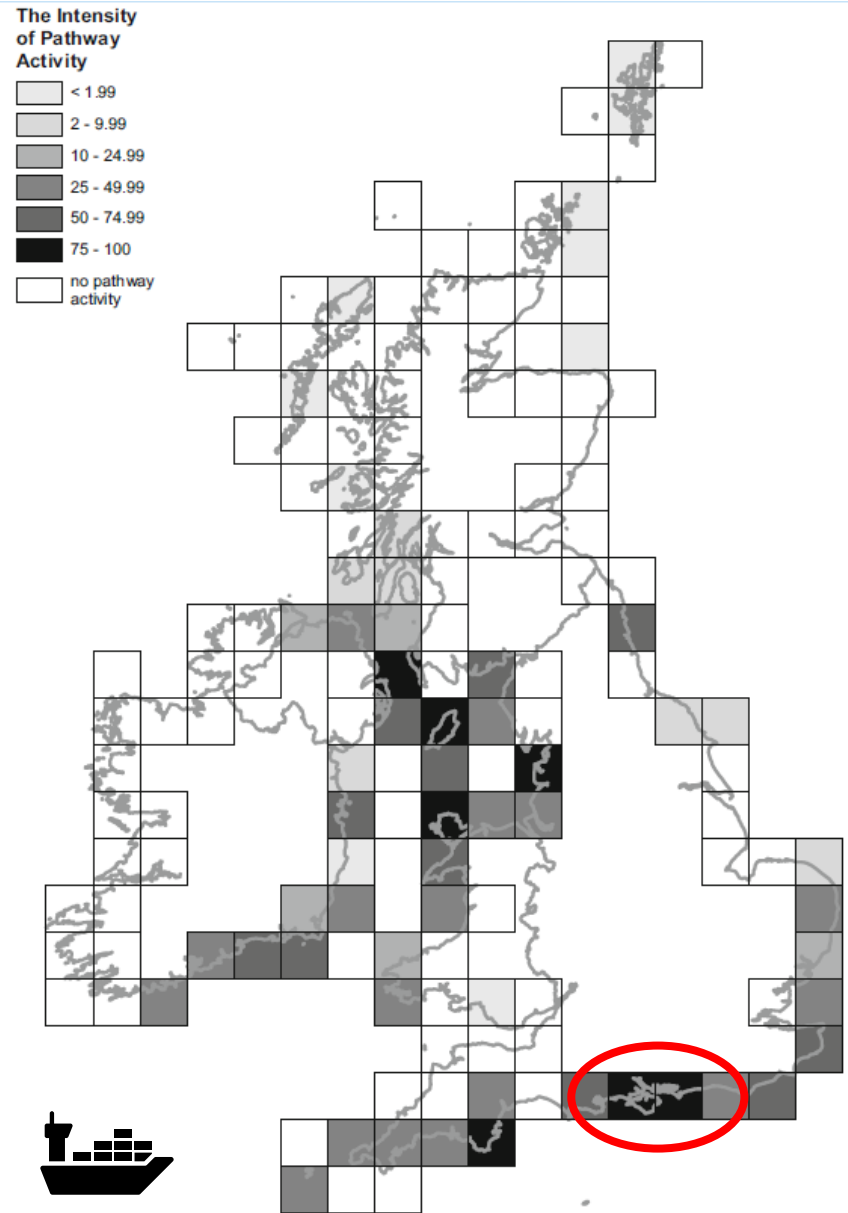 The Intensity
of Pathway
Activity
< 1.99
2 - 9.99
10 - 24.99
25 - 49.99
50 - 74.99
75 - 100
no pathway
activity